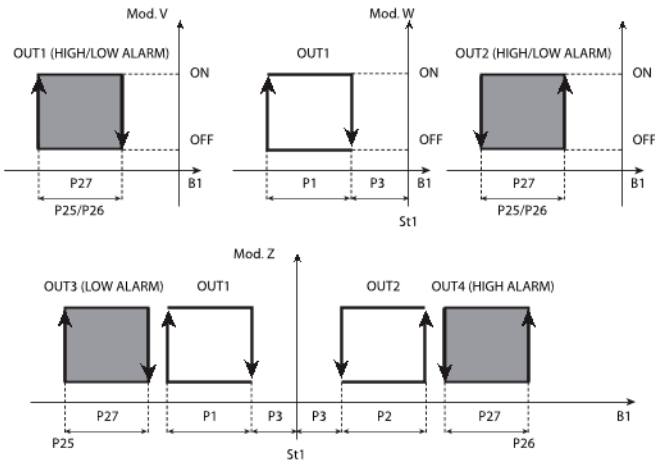 Mod. V
Mod. W
OUT1 (HIGH/LOW ALARM)
OUT1
OUT2 (HIGH/LOW ALARM)
ON
ON
ON
OFF
OFF
OFF
P27
B1
P1
P3
B1
P27
B1
P25/P26
St1
P25/P26
Mod. Z
OUT3 (LOW ALARM)
OUT1
OUT2
OUT4 (HIGH ALARM)
P27
P1
P3
P3
P2
P27
B1
P25
St1
P26